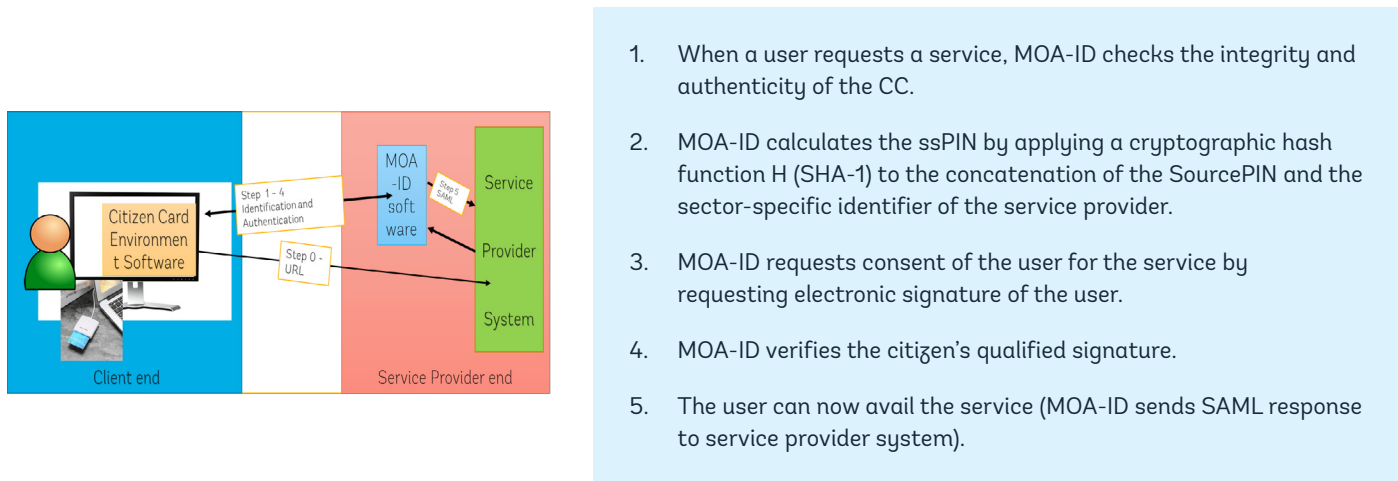 MOA
-ID
soft
ware
Step 5
SAML
Service
Provider
System
Step 1 – 4
Identification and
Authentication
Citizen Card
Environmen
t Software
Step 0 -
URL
Client end
Service Provider end
1. When a user requests a service, MOA-ID checks the integrity and
authenticity of the CC.
2. MOA-ID calculates the ssPIN by applying a cryptographic hash
function H (SHA-1) to the concatenation of the SourcePIN and the
sector-specific identifier of the service provider.
3. MOA-ID requests consent of the user for the service by
requesting electronic signature of the user.
4. MOA-ID verifies the citizen's qualified signature.
5. The user can now avail the service (MOA-ID sends SAML response
to service provider system).